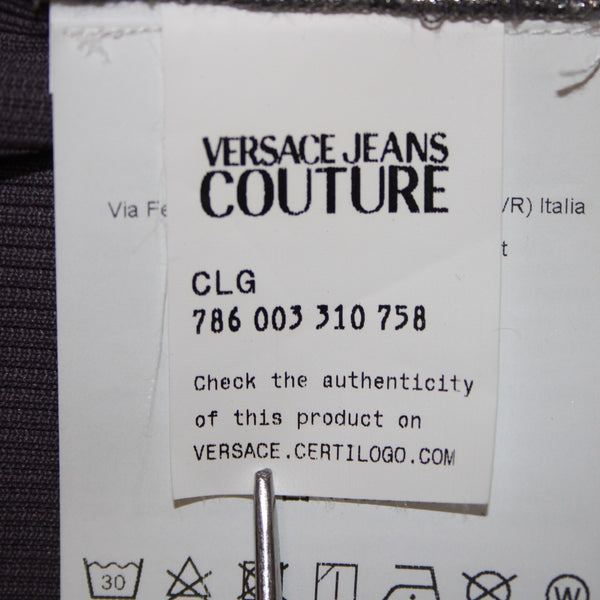 VERSACE JEANS
COUTURE
Via Fe
/R) Italia
t
CLG
786 003 310 758
Check the authenticity
of this product on
VERSACE.CERTILOGO.COM
30
W